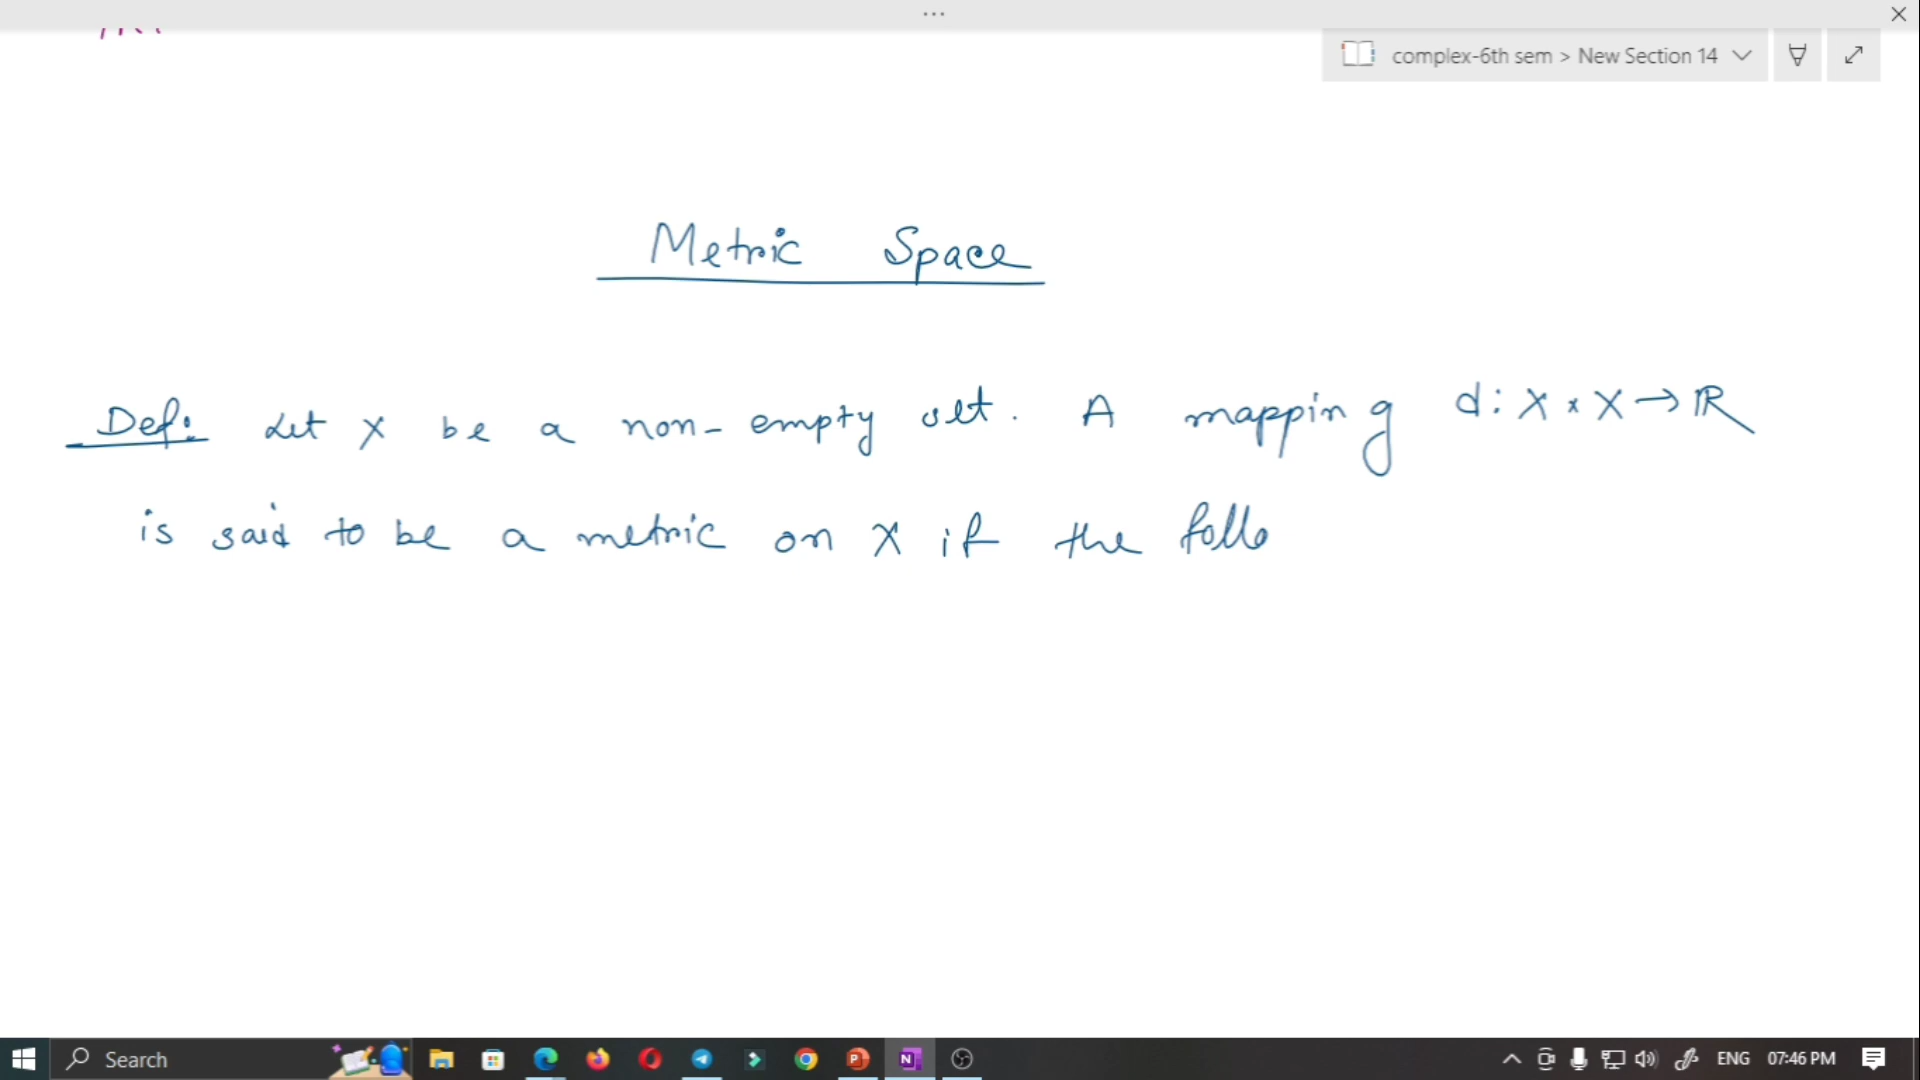 complex-6th sem > New Section 14
Metric Space
Def: Let X be a non-empty set. A mapping d: X × X → ℝ
is said to be a metric on X if the follo
Search
ENG 07:46 PM